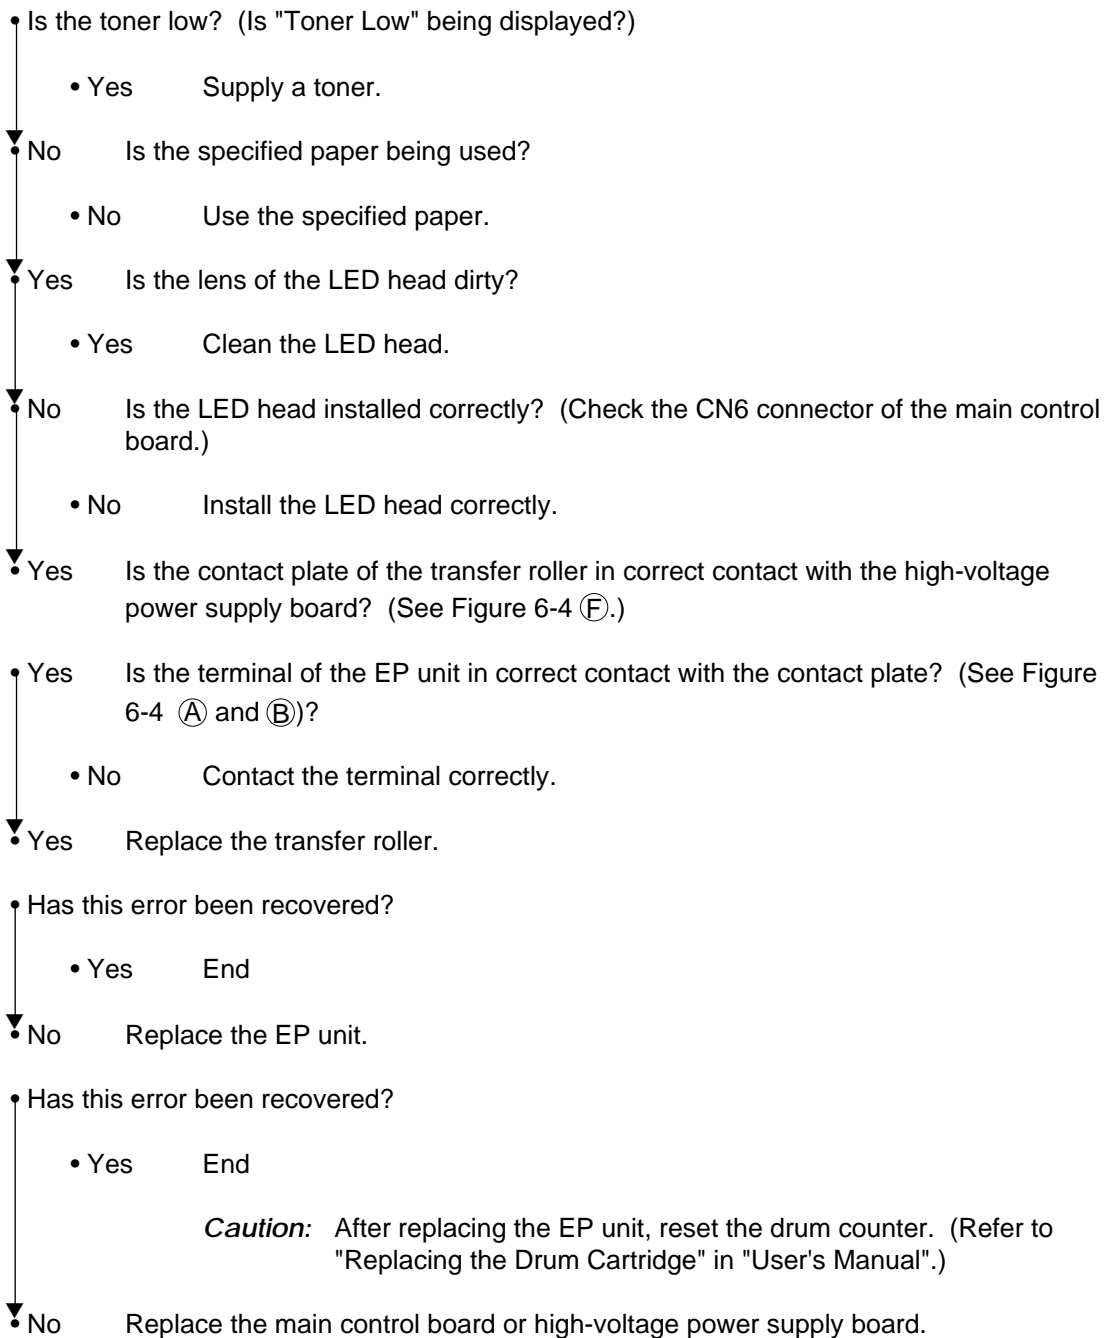 • Is the toner low? (Is "Toner Low" being displayed?)
• Yes Supply a toner.
• No Is the specified paper being used?
• No Use the specified paper.
• Yes Is the lens of the LED head dirty?
• Yes Clean the LED head.
• No Is the LED head installed correctly? (Check the CN6 connector of the main control
board.)
• No Install the LED head correctly.
• Yes Is the contact plate of the transfer roller in correct contact with the high-voltage
power supply board? (See Figure 6-4 Ⓕ.)
• Yes Is the terminal of the EP unit in correct contact with the contact plate? (See Figure
6-4 Ⓐ and Ⓑ)?
• No Contact the terminal correctly.
• Yes Replace the transfer roller.
• Has this error been recovered?
• Yes End
• No Replace the EP unit.
• Has this error been recovered?
• Yes End
Caution: After replacing the EP unit, reset the drum counter. (Refer to
"Replacing the Drum Cartridge" in "User's Manual".)
• No Replace the main control board or high-voltage power supply board.